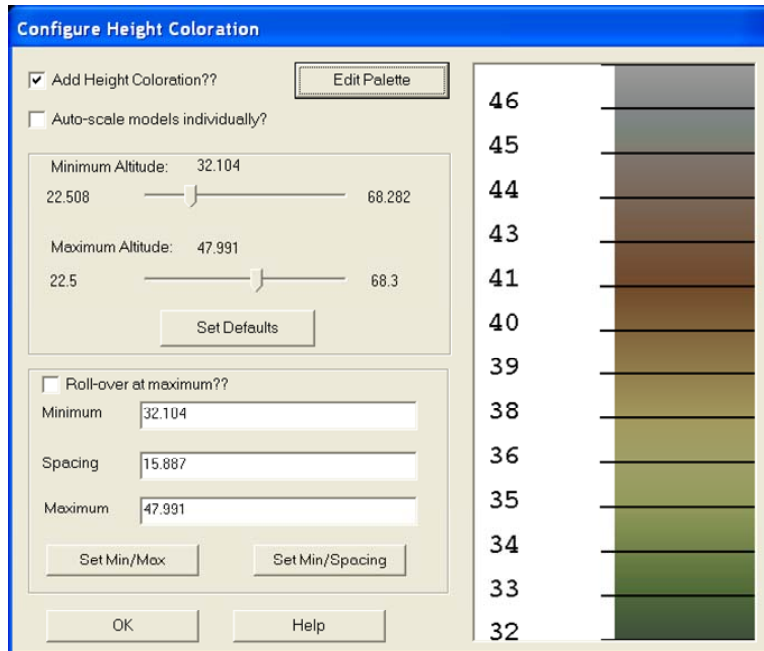 Configure Height Coloration
Add Height Coloration??
Edit Palette
Auto-scale models individually?
Minimum Altitude: 32.104
22.508 68.282
Maximum Altitude: 47.991
22.5 68.3
Set Defaults
Roll-over at maximum??
Minimum 32.104
Spacing 15.887
Maximum 47.991
Set Min/Max Set Min/Spacing
OK Help
46
45
44
43
41
40
39
38
36
35
34
33
32